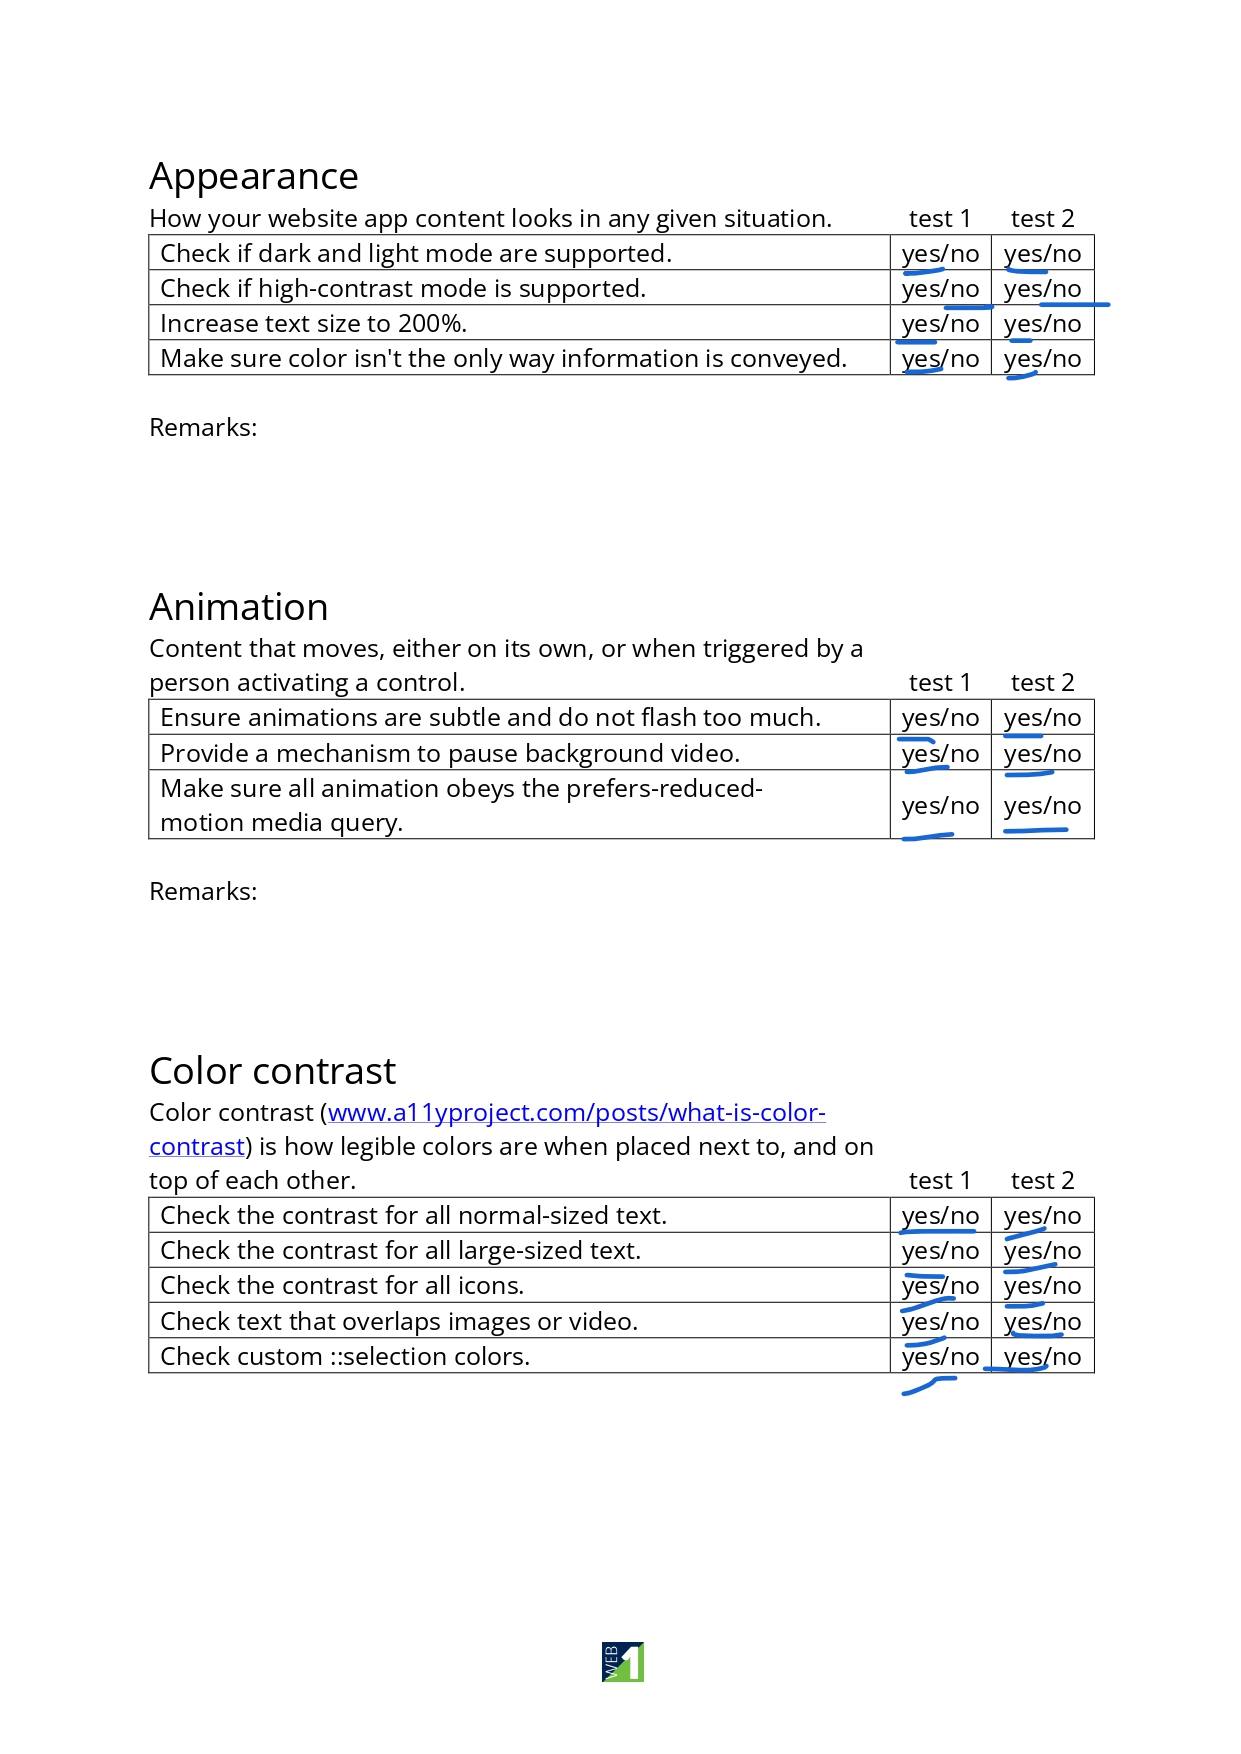 Appearance
How your website app content looks in any given situation. test 1 test 2
Check if dark and light mode are supported. yes/no yes/no
Check if high-contrast mode is supported. yes/no yes/no
Increase text size to 200%. yes/no yes/no
Make sure color isn't the only way information is conveyed. yes/no yes/no
Remarks:
Animation
Content that moves, either on its own, or when triggered by a
person activating a control. test 1 test 2
Ensure animations are subtle and do not flash too much. yes/no yes/no
Provide a mechanism to pause background video. yes/no yes/no
Make sure all animation obeys the prefers-reduced-
motion media query. yes/no yes/no
Remarks:
Color contrast
Color contrast (www.a11yproject.com/posts/what-is-color-
contrast) is how legible colors are when placed next to, and on
top of each other. test 1 test 2
Check the contrast for all normal-sized text. yes/no yes/no
Check the contrast for all large-sized text. yes/no yes/no
Check the contrast for all icons. yes/no yes/no
Check text that overlaps images or video. yes/no yes/no
Check custom ::selection colors. yes/no yes/no
WEB 1